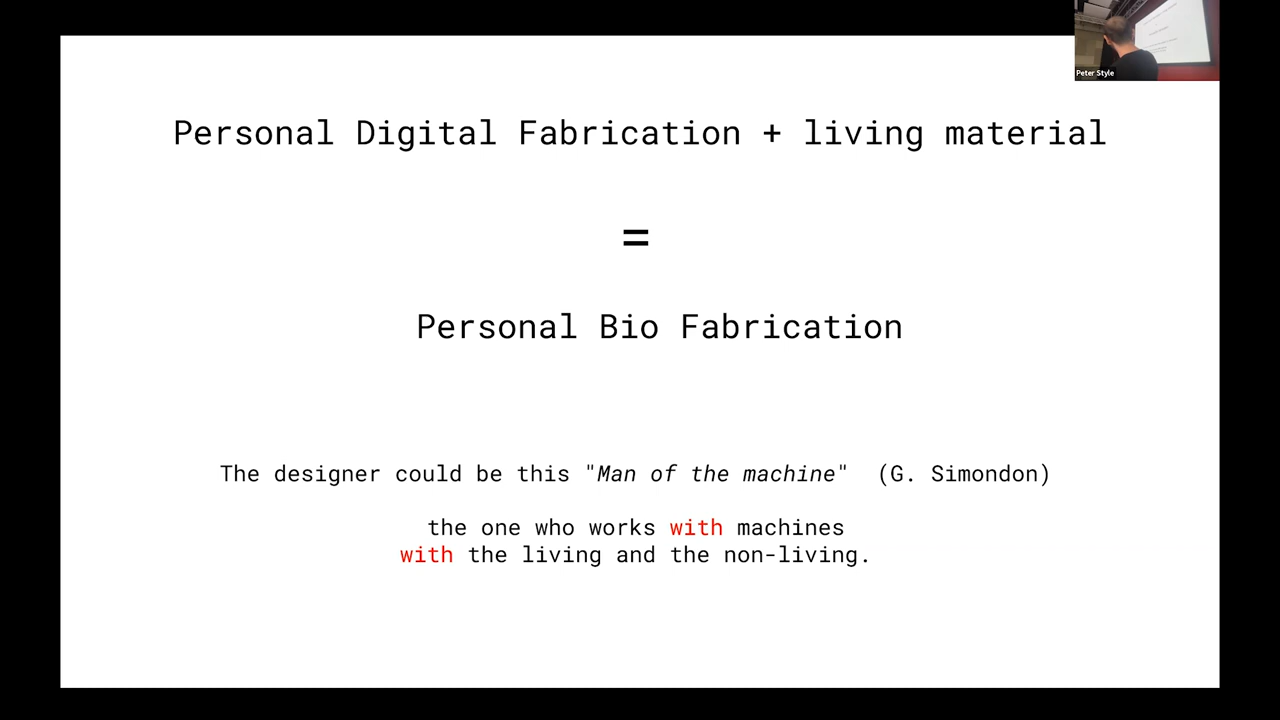 Peter Style
Personal Digital Fabrication + living material
=
Personal Bio Fabrication
The designer could be this "Man of the machine" (G. Simondon)
the one who works with machines
with the living and the non-living.